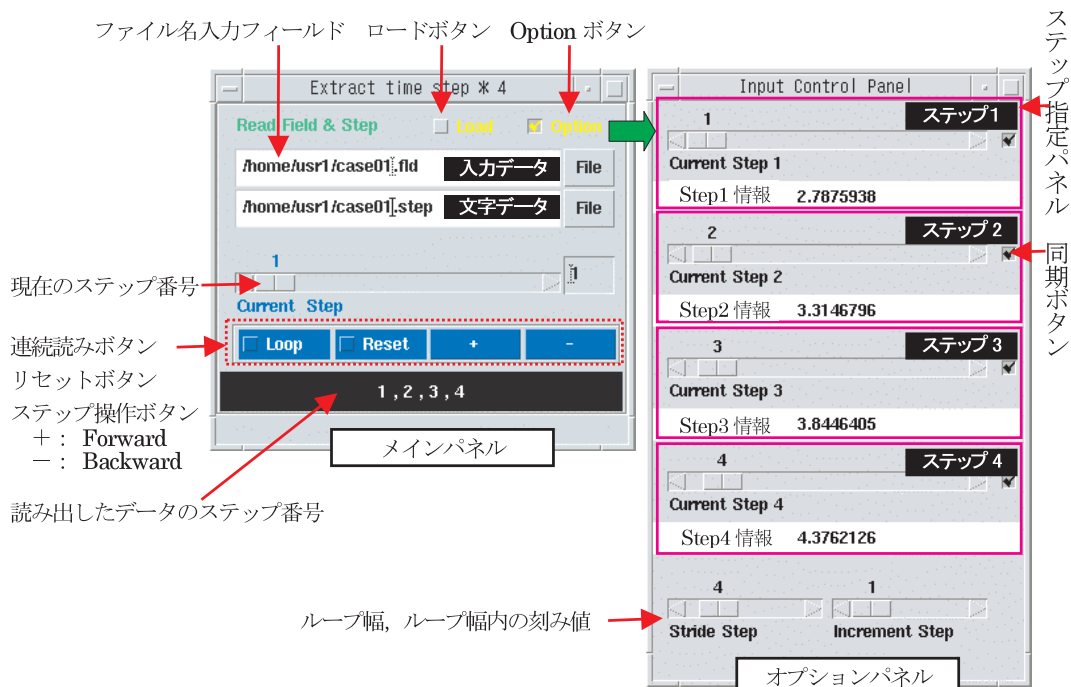 ファイル名入力フィールド ロードボタン Option ボタン
Extract time step * 4
Read Field & Step Load Option
/home/usr1/case01.fld 入力データ File
/home/usr1/case01.step 文字データ File
1
1
Current Step
Loop Reset + -
1 , 2 , 3 , 4
メインパネル
現在のステップ番号
連続読みボタン
リセットボタン
ステップ操作ボタン
+ : Forward
- : Backward
読み出したデータのステップ番号
Input Control Panel
1 ステップ1
Current Step 1
Step1 情報 2.7875938
2 ステップ2
Current Step 2
Step2 情報 3.3146796
3 ステップ3
Current Step 3
Step3 情報 3.8446405
4 ステップ4
Current Step 4
Step4 情報 4.3762126
4 1
Stride Step Increment Step
オプションパネル
ループ幅，ループ幅内の刻み値
ステップ指定パネル
同期ボタン